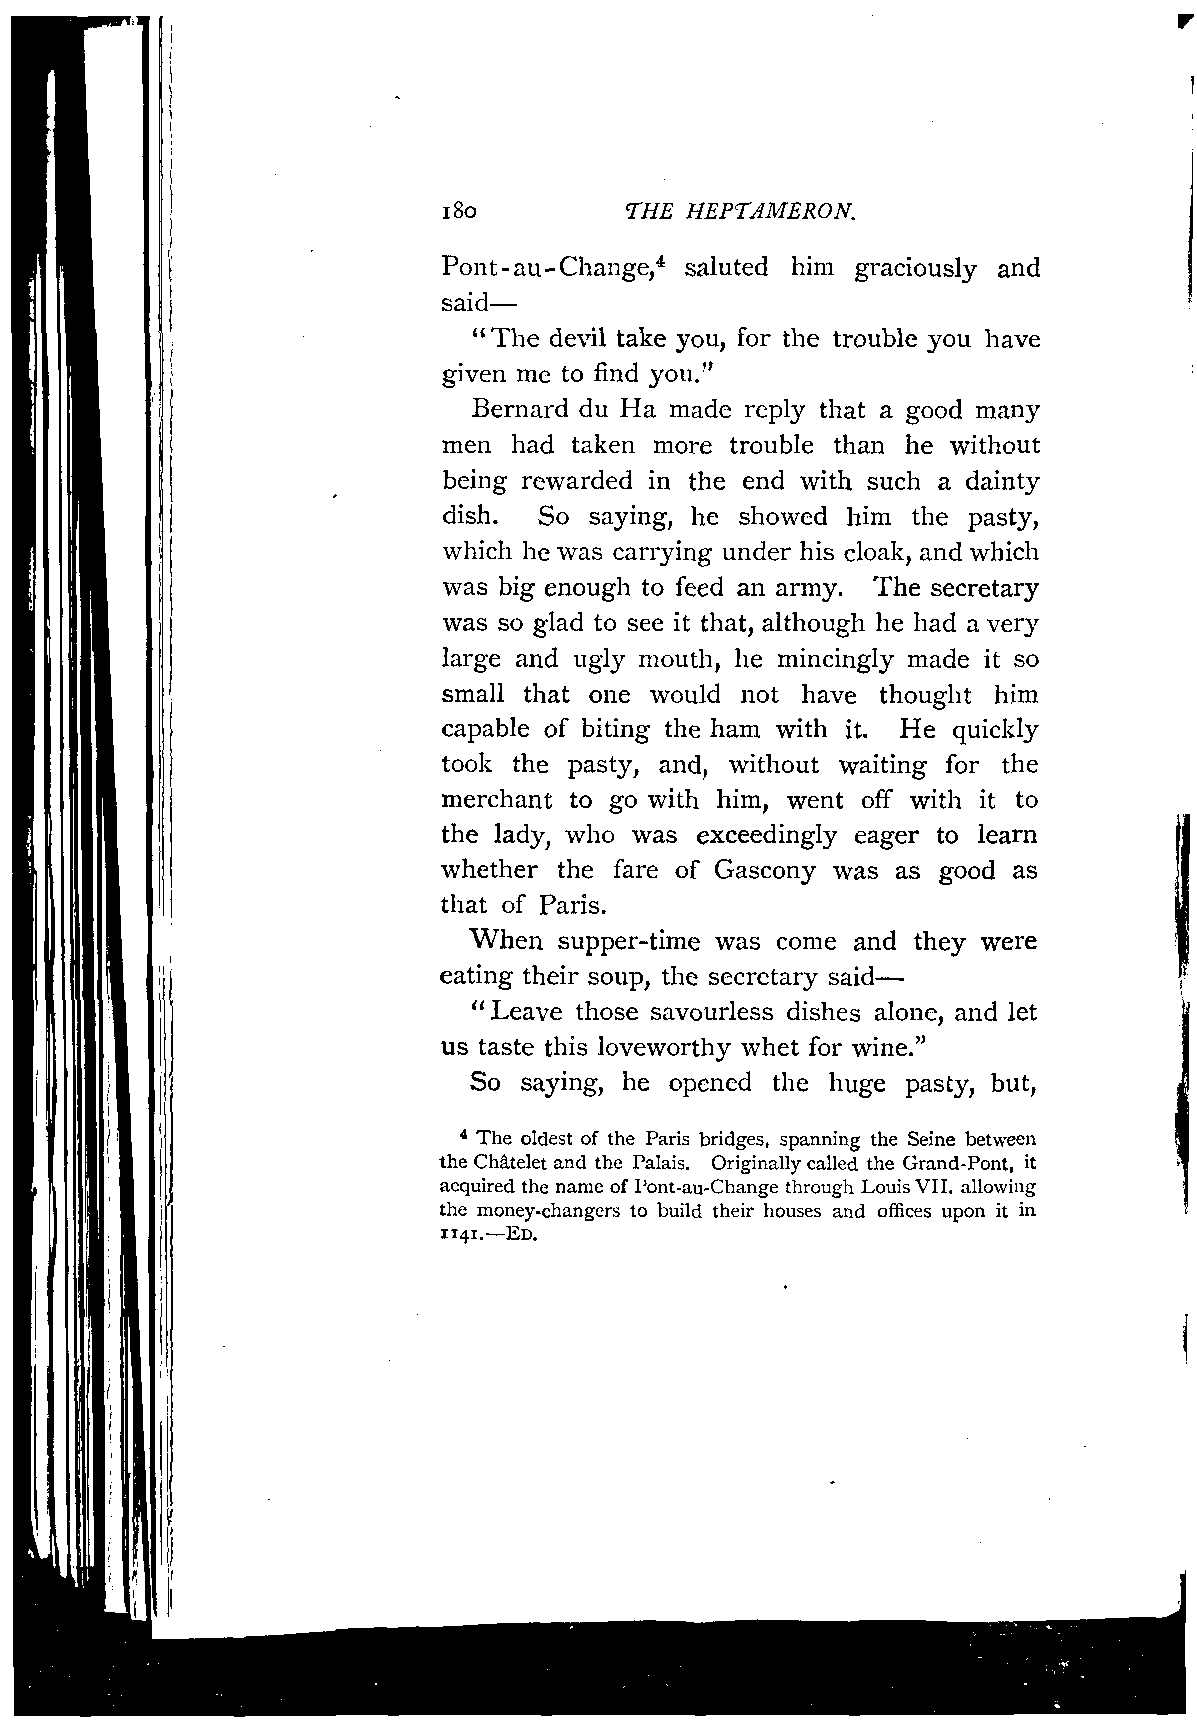 180 THE HEPTAMERON.
Pont-au-Change,⁴ saluted him graciously and
said—
"The devil take you, for the trouble you have
given me to find you."
Bernard du Ha made reply that a good many
men had taken more trouble than he without
being rewarded in the end with such a dainty
dish. So saying, he showed him the pasty,
which he was carrying under his cloak, and which
was big enough to feed an army. The secretary
was so glad to see it that, although he had a very
large and ugly mouth, he mincingly made it so
small that one would not have thought him
capable of biting the ham with it. He quickly
took the pasty, and, without waiting for the
merchant to go with him, went off with it to
the lady, who was exceedingly eager to learn
whether the fare of Gascony was as good as
that of Paris.
When supper-time was come and they were
eating their soup, the secretary said—
"Leave those savourless dishes alone, and let
us taste this loveworthy whet for wine."
So saying, he opened the huge pasty, but,
⁴ The oldest of the Paris bridges, spanning the Seine between
the Châtelet and the Palais. Originally called the Grand-Pont, it
acquired the name of Pont-au-Change through Louis VII. allowing
the money-changers to build their houses and offices upon it in
1141.—ED.